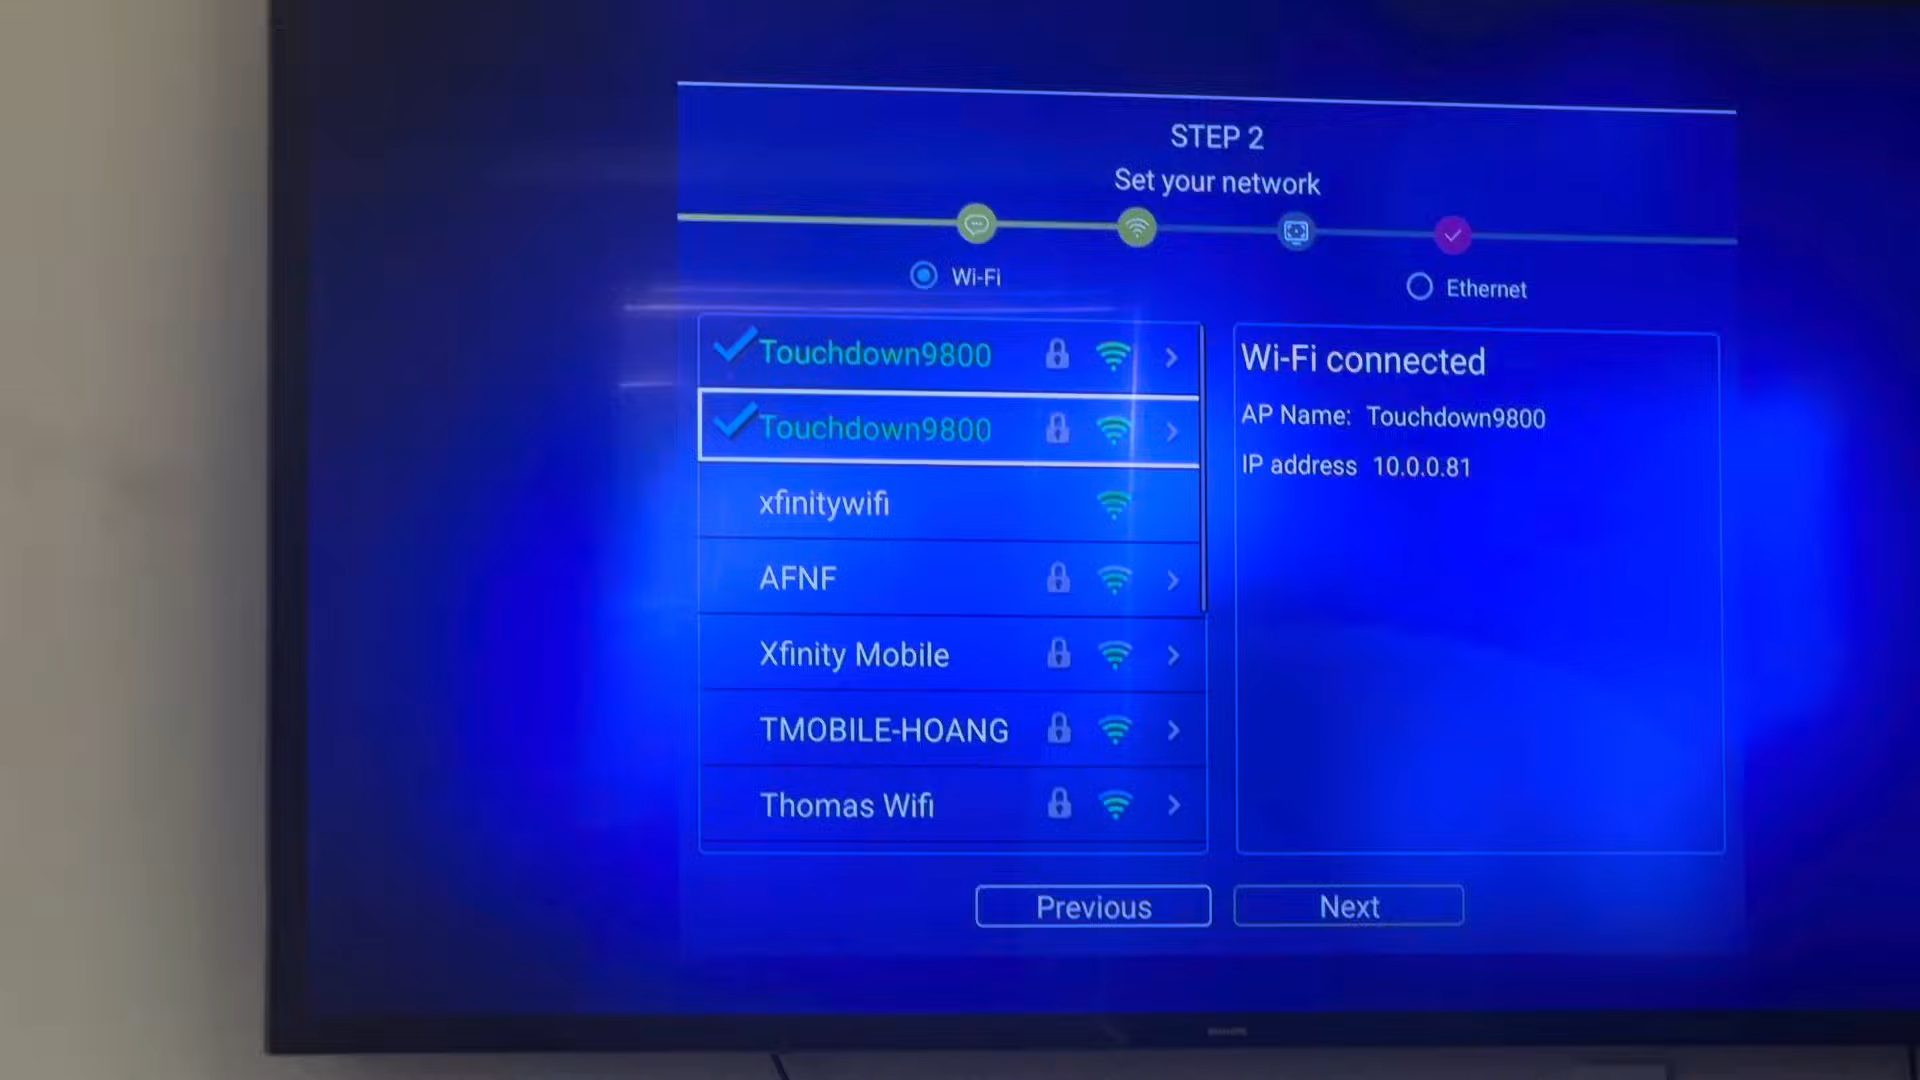 STEP 2
Set your network
Wi-Fi
Ethernet
Touchdown9800
Touchdown9800
xfinitywifi
AFNF
Xfinity Mobile
TMOBILE-HOANG
Thomas Wifi
Wi-Fi connected
AP Name: Touchdown9800
IP address 10.0.0.81
Previous
Next